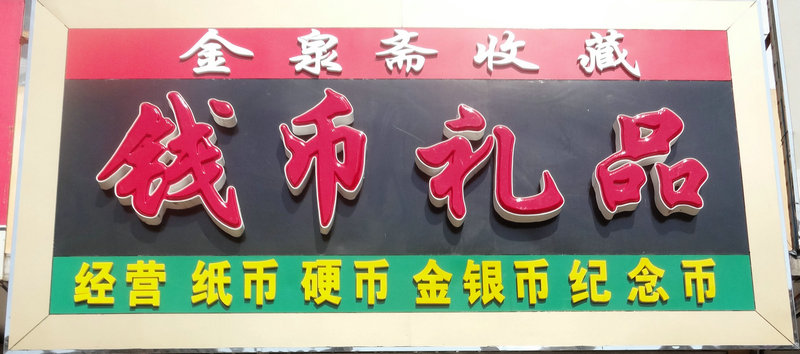 金泉斋收藏
钱币礼品
经营 纸币 硬币 金银币 纪念币